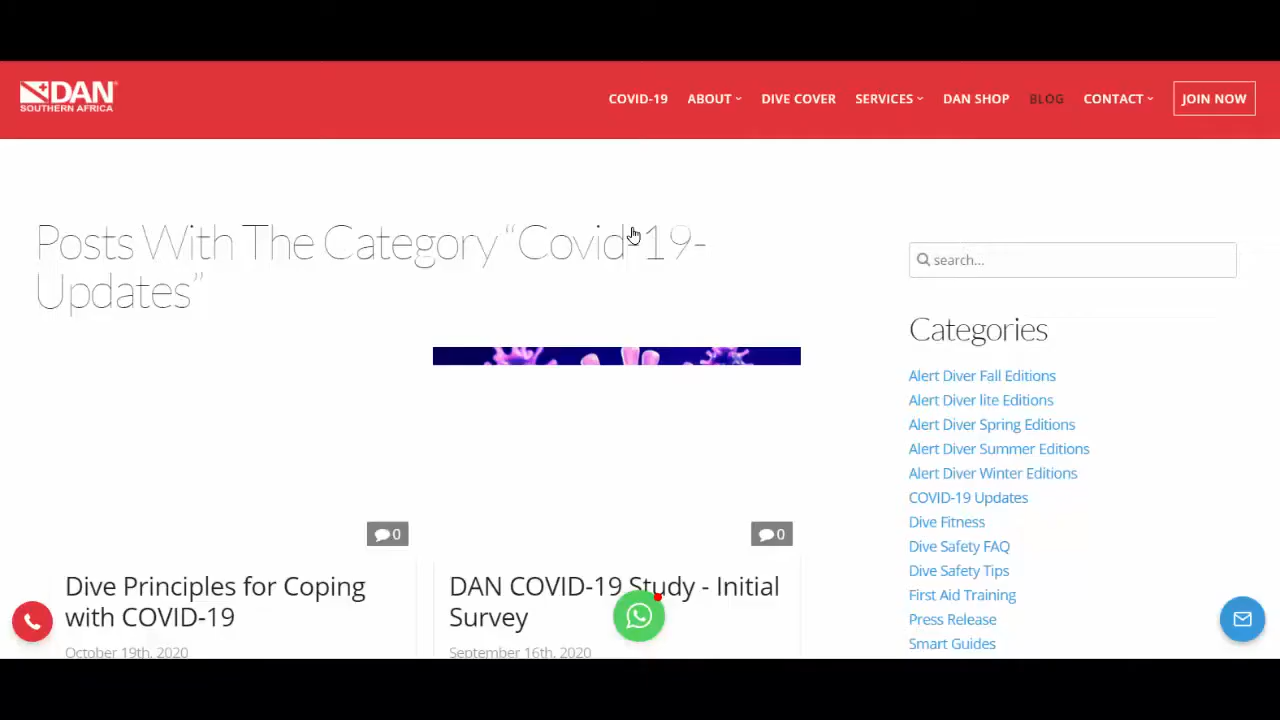 DAN
SOUTHERN AFRICA
COVID-19 ABOUT DIVE COVER SERVICES DAN SHOP BLOG CONTACT JOIN NOW
Posts With The Category “Covid-19-
Updates”
0
Dive Principles for Coping
with COVID-19
October 19th, 2020
0
DAN COVID-19 Study - Initial
Survey
September 16th, 2020
search...
Categories
Alert Diver Fall Editions
Alert Diver lite Editions
Alert Diver Spring Editions
Alert Diver Summer Editions
Alert Diver Winter Editions
COVID-19 Updates
Dive Fitness
Dive Safety FAQ
Dive Safety Tips
First Aid Training
Press Release
Smart Guides